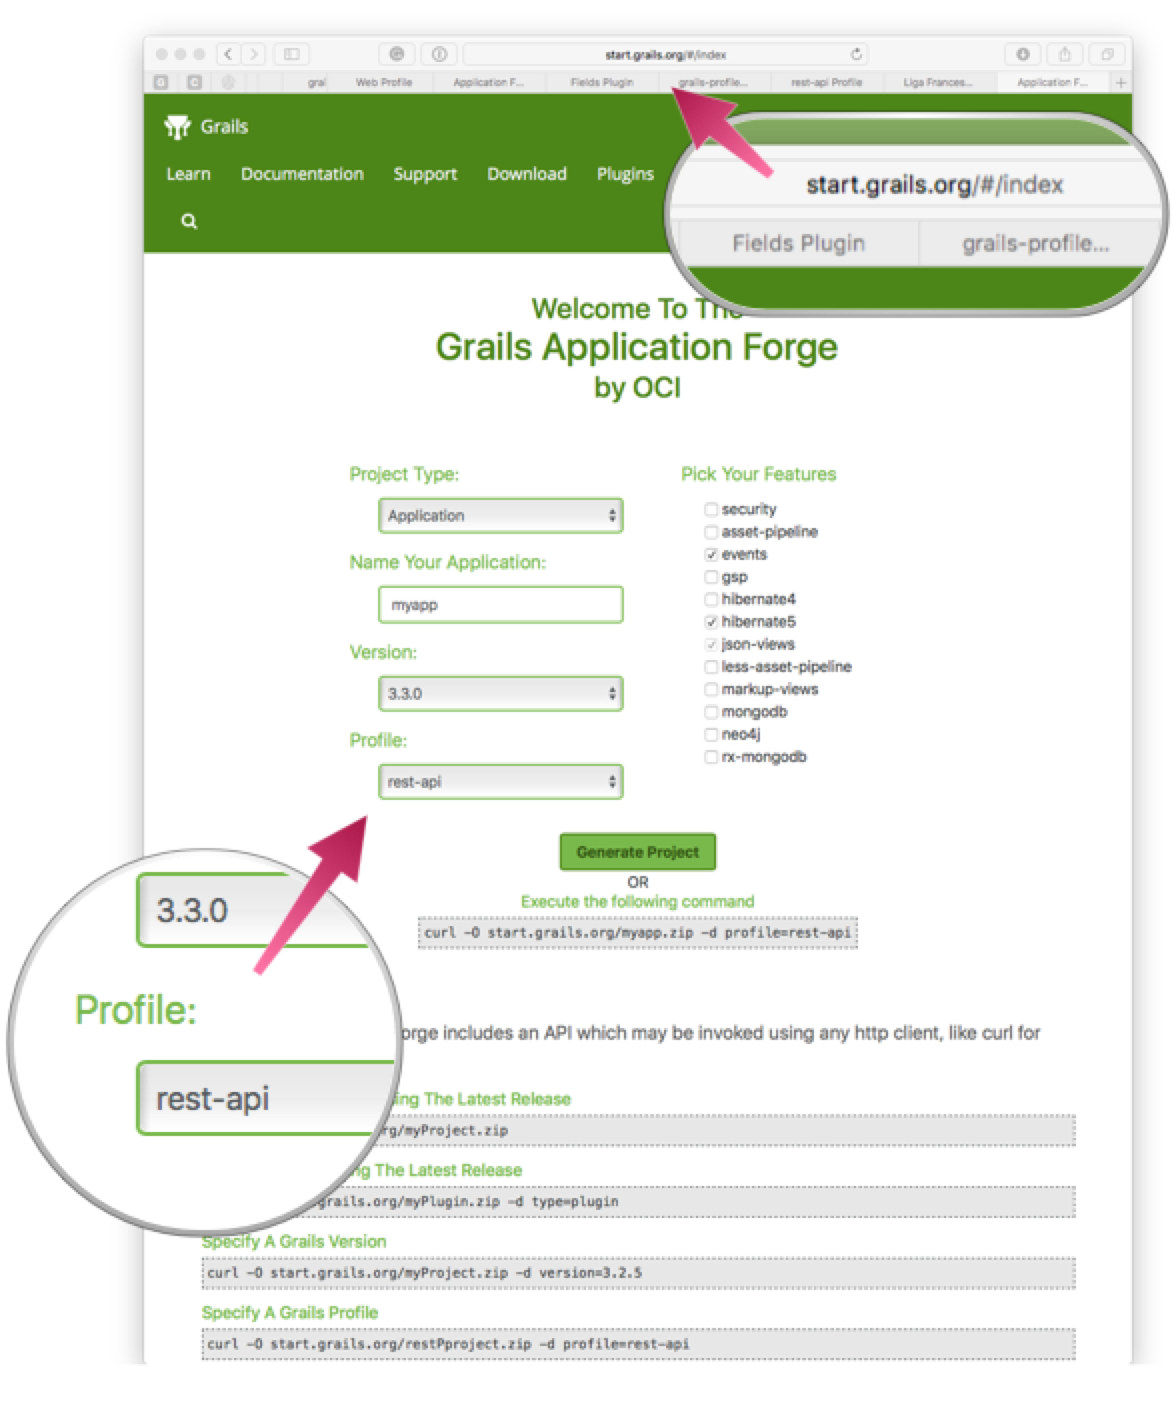 start.grails.org/#/index
grai
Web Profile
Application F...
Fields Plugin
grails-profile...
rest-api Profile
Liga Frances...
Application F...
Grails
Learn Documentation Support Download Plugins
start.grails.org/#/index
Fields Plugin
grails-profile...
Welcome To The
Grails Application Forge
by OCI
Project Type:
Application
Name Your Application:
myapp
Version:
3.3.0
Profile:
rest-api
Pick Your Features
security
asset-pipeline
events
gsp
hibernate4
hibernate5
json-views
less-asset-pipeline
markup-views
mongodb
neo4j
rx-mongodb
Generate Project
OR
Execute the following command
curl -O start.grails.org/myapp.zip -d profile=rest-api
3.3.0
Profile:
rest-api
orge includes an API which may be invoked using any http client, like curl for
ing The Latest Release
rg/myProject.zip
ng The Latest Release
grails.org/myPlugin.zip -d type=plugin
Specify A Grails Version
curl -O start.grails.org/myProject.zip -d version=3.2.5
Specify A Grails Profile
curl -O start.grails.org/restPproject.zip -d profile=rest-api